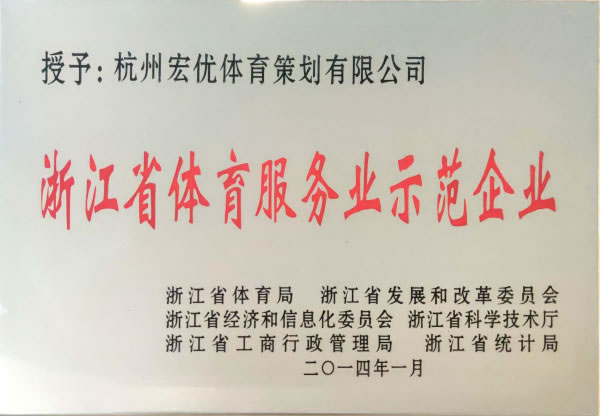 授予：杭州宏优体育策划有限公司
浙江省体育服务业示范企业
浙江省体育局 浙江省发展和改革委员会
浙江省经济和信息化委员会 浙江省科学技术厅
浙江省工商行政管理局 浙江省统计局
二〇一四年一月